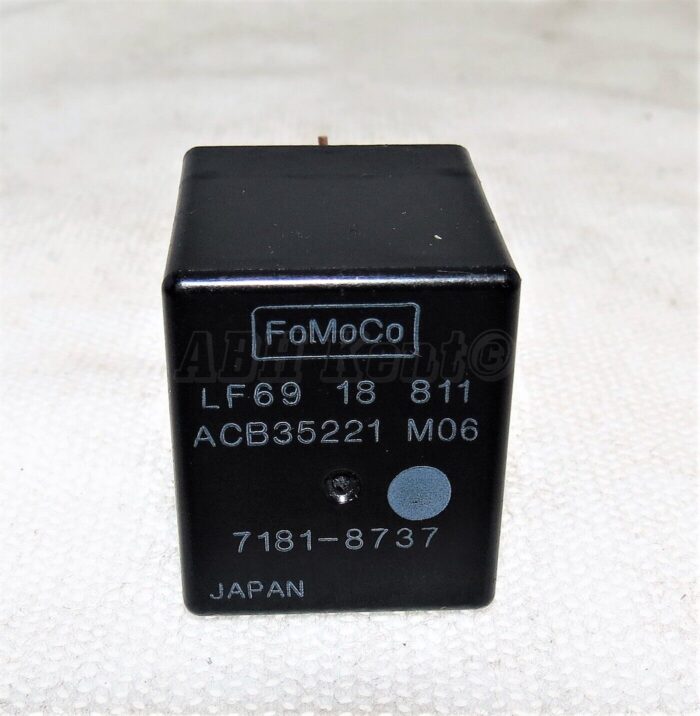 FoMoCo
ABH Kent©
LF69 18 811
ACB35221 M06
7181-8737
JAPAN